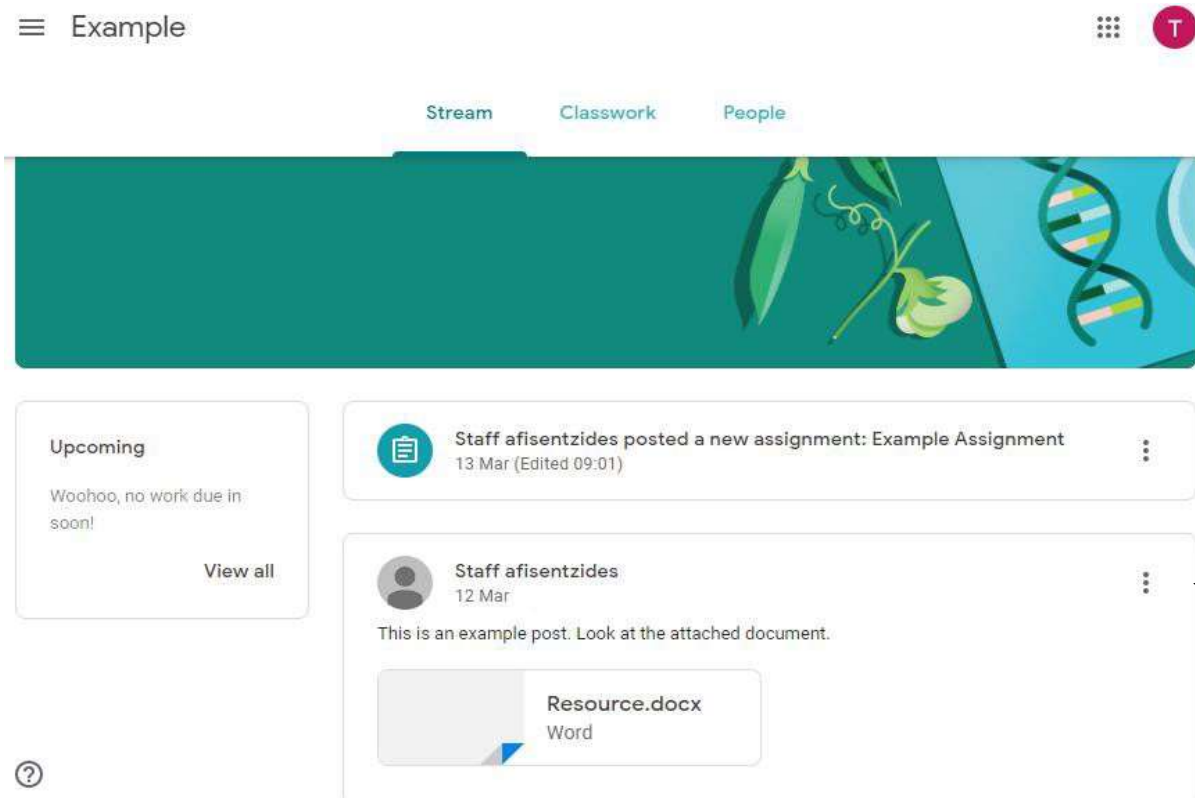 Example
T
Stream Classwork People
Upcoming
Woohoo, no work due in
soon!
View all
Staff afisentzides posted a new assignment: Example Assignment
13 Mar (Edited 09:01)
Staff afisentzides
12 Mar
This is an example post. Look at the attached document.
Resource.docx
Word
?